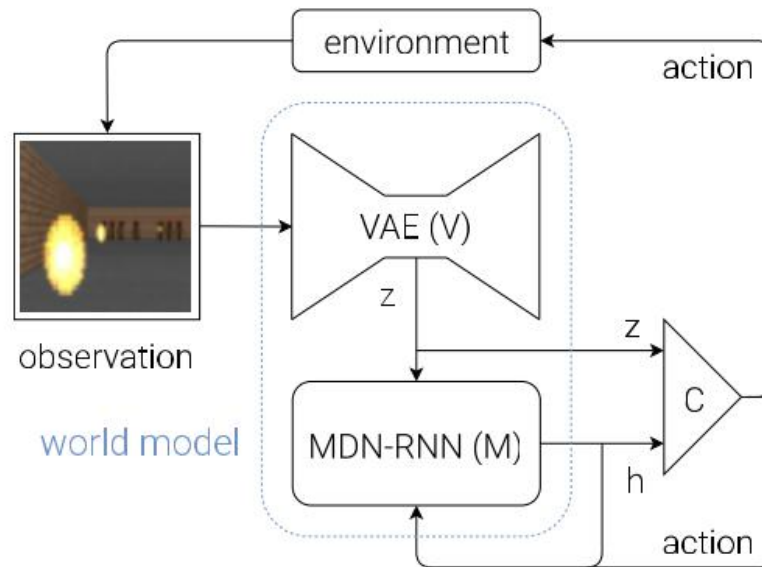 environment
action
VAE (V)
z
z
observation
C
world model
MDN-RNN (M)
h
action